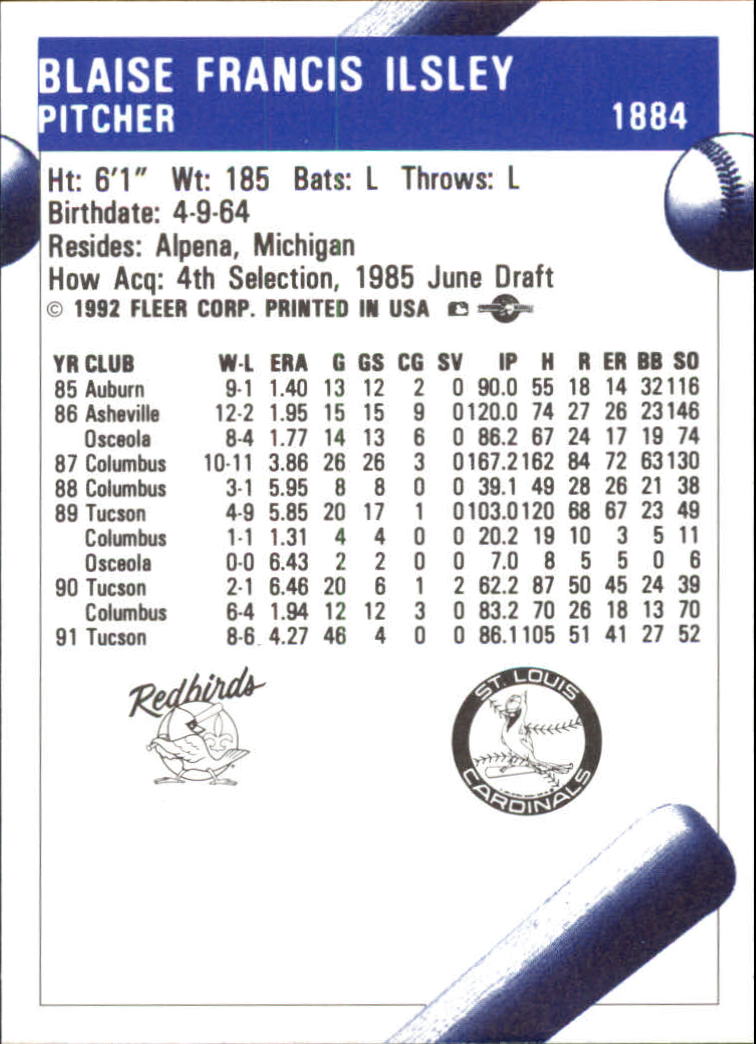 BLAISE FRANCIS ILSLEY
PITCHER 1884
Ht: 6'1" Wt: 185 Bats: L Throws: L
Birthdate: 4-9-64
Resides: Alpena, Michigan
How Acq: 4th Selection, 1985 June Draft
© 1992 FLEER CORP. PRINTED IN USA
YR CLUB W-L ERA G GS CG SV IP H R ER BB SO
85 Auburn 9-1 1.40 13 12 2 0 90.0 55 18 14 32 116
86 Asheville 12-2 1.95 15 15 9 0 120.0 74 27 26 23 146
Osceola 8-4 1.77 14 13 6 0 86.2 67 24 17 19 74
87 Columbus 10-11 3.86 26 26 3 0 167.2 162 84 72 63 130
88 Columbus 3-1 5.95 8 8 0 0 39.1 49 28 26 21 38
89 Tucson 4-9 5.85 20 17 1 0 103.0 120 68 67 23 49
Columbus 1-1 1.31 4 4 0 0 20.2 19 10 3 5 11
Osceola 0-0 6.43 2 2 0 0 7.0 8 5 5 0 6
90 Tucson 2-1 6.46 20 6 1 2 62.2 87 50 45 24 39
Columbus 6-4 1.94 12 12 3 0 83.2 70 26 18 13 70
91 Tucson 8-6 4.27 46 4 0 0 86.1 105 51 41 27 52
Redbirds
ST. LOUIS
CARDINALS